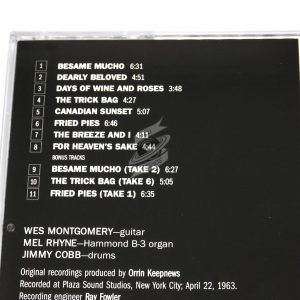 1 BESAME MUCHO 6:31
2 DEARLY BELOVED 4:51
3 DAYS OF WINE AND ROSES 3:48
4 THE TRICK BAG 4:27
5 CANADIAN SUNSET 5:07
6 FRIED PIES 6:46
7 THE BREEZE AND I 4:11
8 FOR HEAVEN'S SAKE 4:44
BONUS TRACKS
9 BESAME MUCHO (TAKE 2) 6:27
10 THE TRICK BAG (TAKE 6) 5:05
11 FRIED PIES (TAKE 1) 6:35
WES MONTGOMERY—guitar
MEL RHYNE—Hammond B-3 organ
JIMMY COBB—drums
Original recordings produced by Orrin Keepnews
Recorded at Plaza Sound Studios, New York City; April 22, 1963.
Recording engineer Ray Fowler